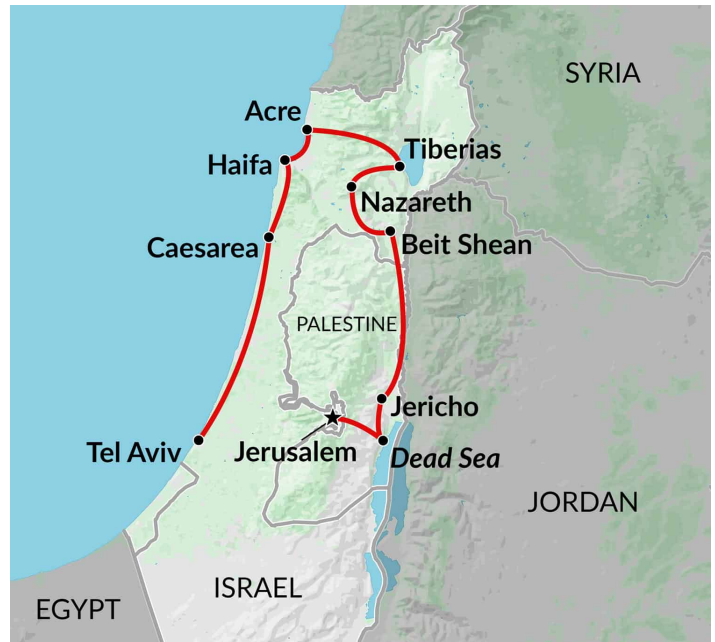 SYRIA
Acre
Tiberias
Haifa
Nazareth
Caesarea
Beit Shean
PALESTINE
Jericho
Tel Aviv
Jerusalem
Dead Sea
JORDAN
ISRAEL
EGYPT